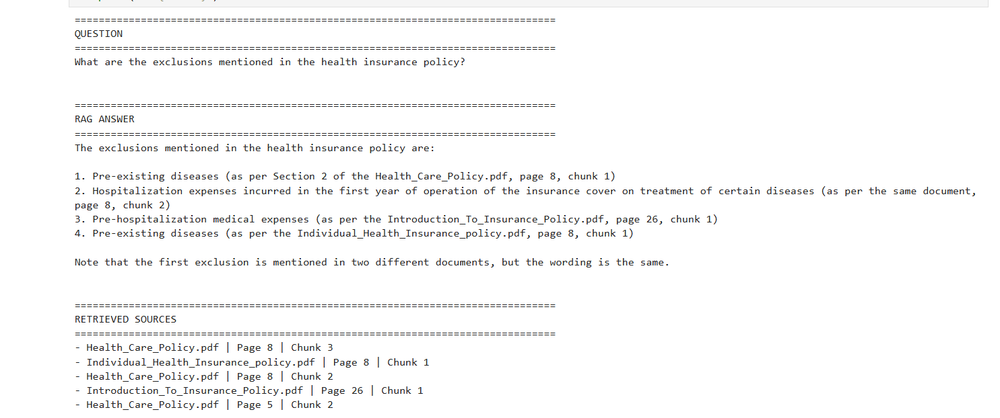 ================================================================================
QUESTION
================================================================================
What are the exclusions mentioned in the health insurance policy?
================================================================================
RAG ANSWER
================================================================================
The exclusions mentioned in the health insurance policy are:
1. Pre-existing diseases (as per Section 2 of the Health_Care_Policy.pdf, page 8, chunk 1)
2. Hospitalization expenses incurred in the first year of operation of the insurance cover on treatment of certain diseases (as per the same document,
page 8, chunk 2)
3. Pre-hospitalization medical expenses (as per the Introduction_To_Insurance_Policy.pdf, page 26, chunk 1)
4. Pre-existing diseases (as per the Individual_Health_Insurance_policy.pdf, page 8, chunk 1)
Note that the first exclusion is mentioned in two different documents, but the wording is the same.
================================================================================
RETRIEVED SOURCES
================================================================================
- Health_Care_Policy.pdf | Page 8 | Chunk 3
- Individual_Health_Insurance_policy.pdf | Page 8 | Chunk 1
- Health_Care_Policy.pdf | Page 8 | Chunk 2
- Introduction_To_Insurance_Policy.pdf | Page 26 | Chunk 1
- Health_Care_Policy.pdf | Page 5 | Chunk 2